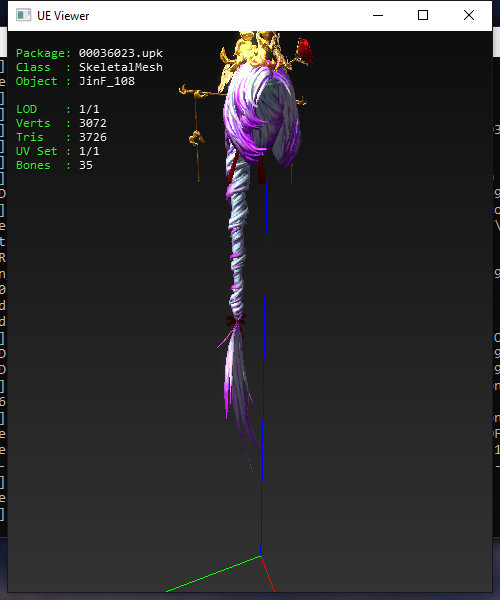 UE Viewer
Package: 00036023.upk
Class  : SkeletalMesh
Object : JinF_108
LOD    : 1/1
Verts  : 3072
Tris   : 3726
UV Set : 1/1
Bones  : 35